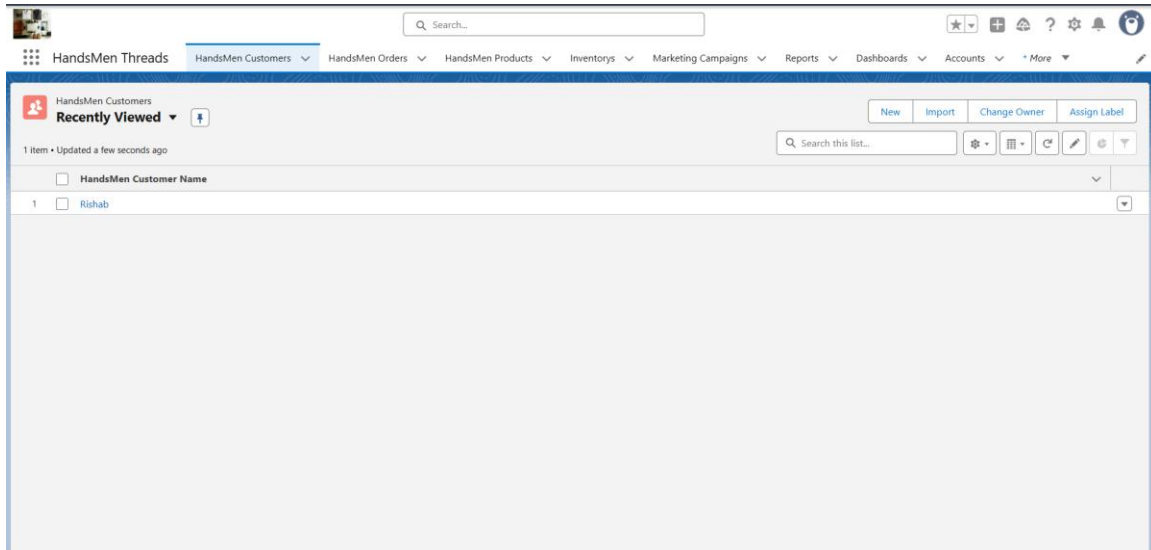 Search...
HandsMen Threads HandsMen Customers HandsMen Orders HandsMen Products Inventorys Marketing Campaigns Reports Dashboards Accounts * More
HandsMen Customers
Recently Viewed
New Import Change Owner Assign Label
1 item • Updated a few seconds ago
Search this list...
HandsMen Customer Name
1 Rishab